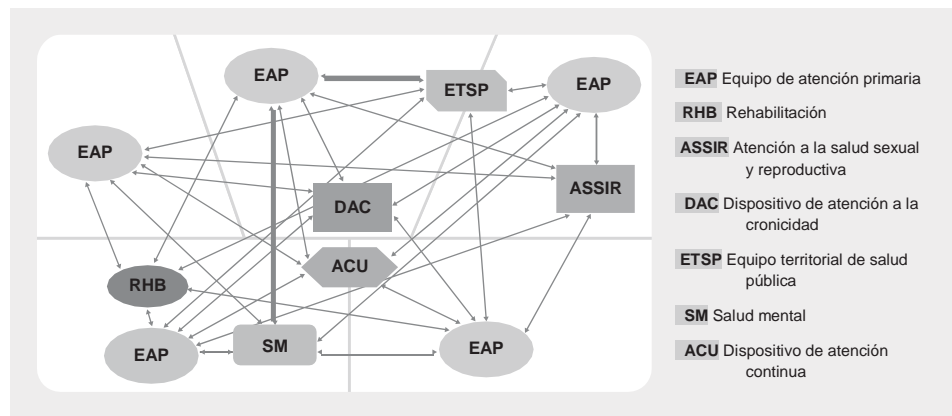 EAP
ETSP
EAP
EAP
DAC
ASSIR
ACU
RHB
EAP
SM
EAP
EAP Equipo de atención primaria
RHB Rehabilitación
ASSIR Atención a la salud sexual
y reproductiva
DAC Dispositivo de atención a la
cronicidad
ETSP Equipo territorial de salud
pública
SM Salud mental
ACU Dispositivo de atención
continua